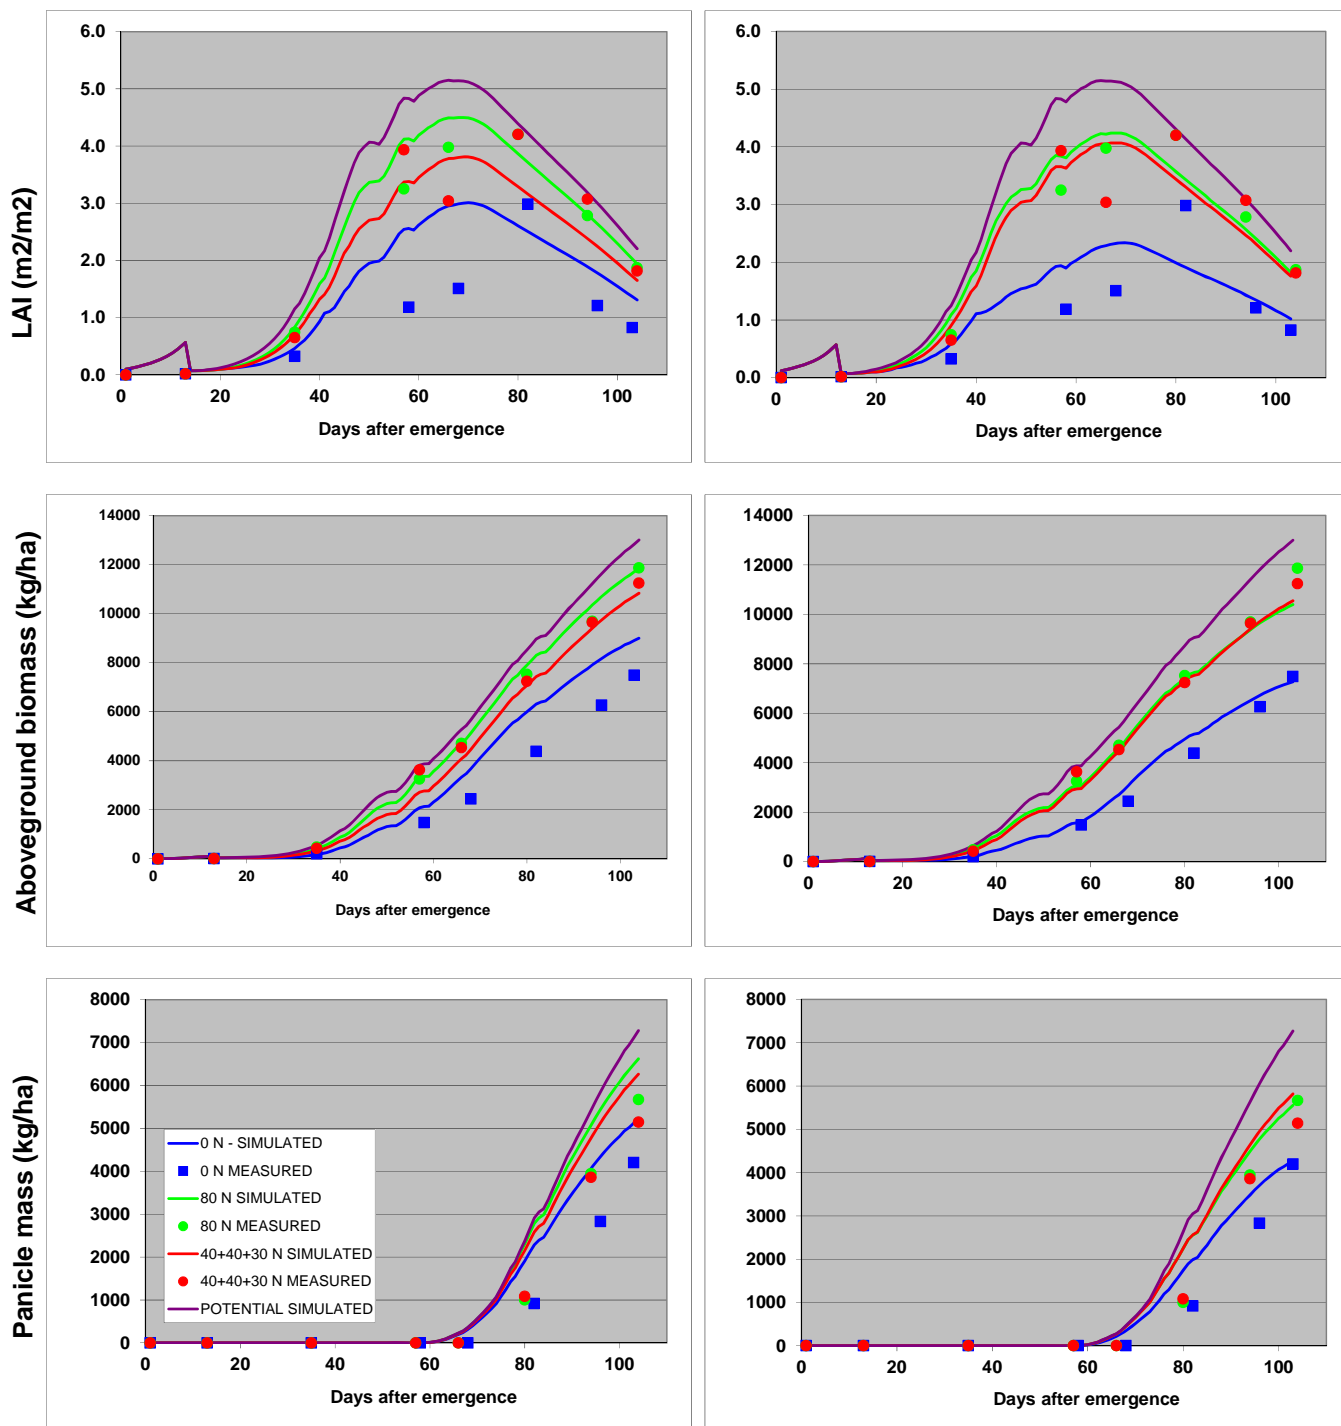 LAI (m2/m2)
6.0
5.0
4.0
3.0
2.0
1.0
0.0
0 20 40 60 80 100
Days after emergence
6.0
5.0
4.0
3.0
2.0
1.0
0.0
0 20 40 60 80 100
Days after emergence
Aboveground biomass (kg/ha)
14000
12000
10000
8000
6000
4000
2000
0
0 20 40 60 80 100
Days after emergence
14000
12000
10000
8000
6000
4000
2000
0
0 20 40 60 80 100
Days after emergence
Panicle mass (kg/ha)
8000
7000
6000
5000
4000
3000
2000
1000
0
0 N - SIMULATED
0 N MEASURED
80 N SIMULATED
80 N MEASURED
40+40+30 N SIMULATED
40+40+30 N MEASURED
POTENTIAL SIMULATED
0 20 40 60 80 100
Days after emergence
8000
7000
6000
5000
4000
3000
2000
1000
0
0 20 40 60 80 100
Days after emergence